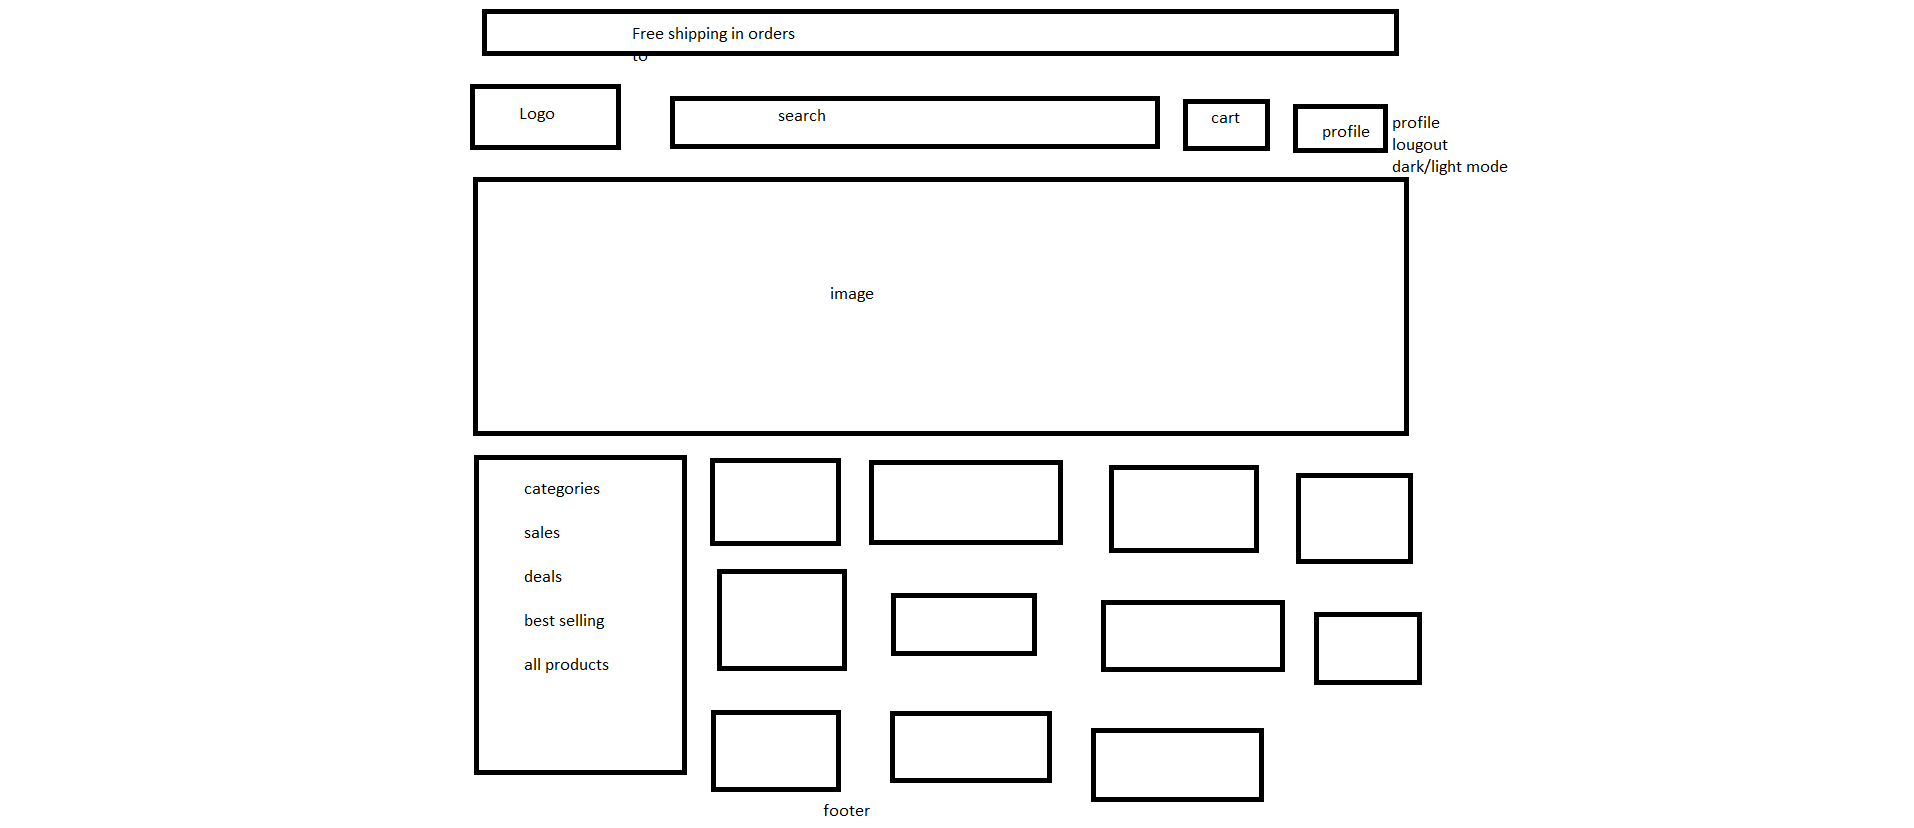 Free shipping in orders
to
Logo
search
cart
profile
profile
lougout
dark/light mode
image
categories
sales
deals
best selling
all products
footer